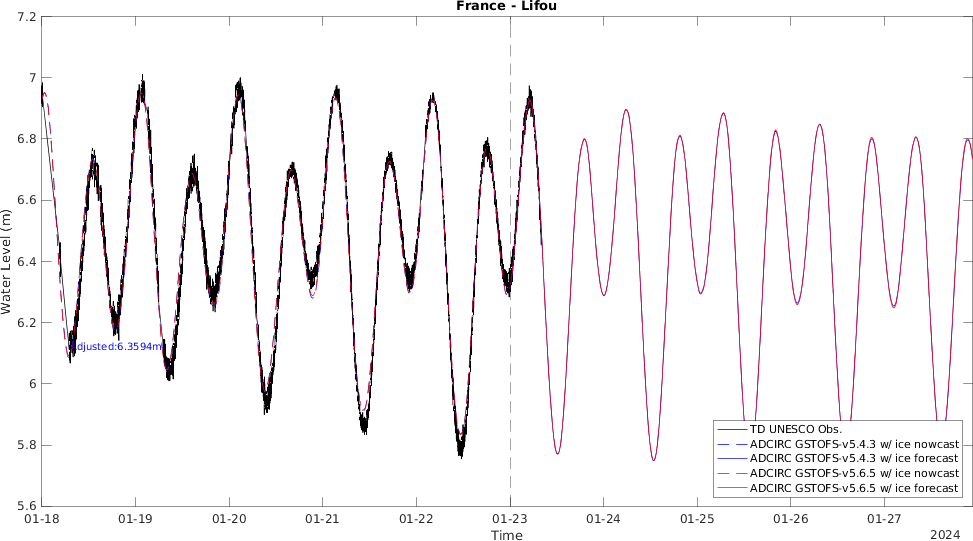 France - Lifou
7.2
7
6.8
6.6
6.4
6.2
6
5.8
5.6
Water Level (m)
Adjusted:6.3594m
TD UNESCO Obs.
ADCIRC GSTOFS-v5.4.3 w/ ice nowcast
ADCIRC GSTOFS-v5.4.3 w/ ice forecast
ADCIRC GSTOFS-v5.6.5 w/ ice nowcast
ADCIRC GSTOFS-v5.6.5 w/ ice forecast
01-18 01-19 01-20 01-21 01-22 01-23 01-24 01-25 01-26 01-27
Time
2024